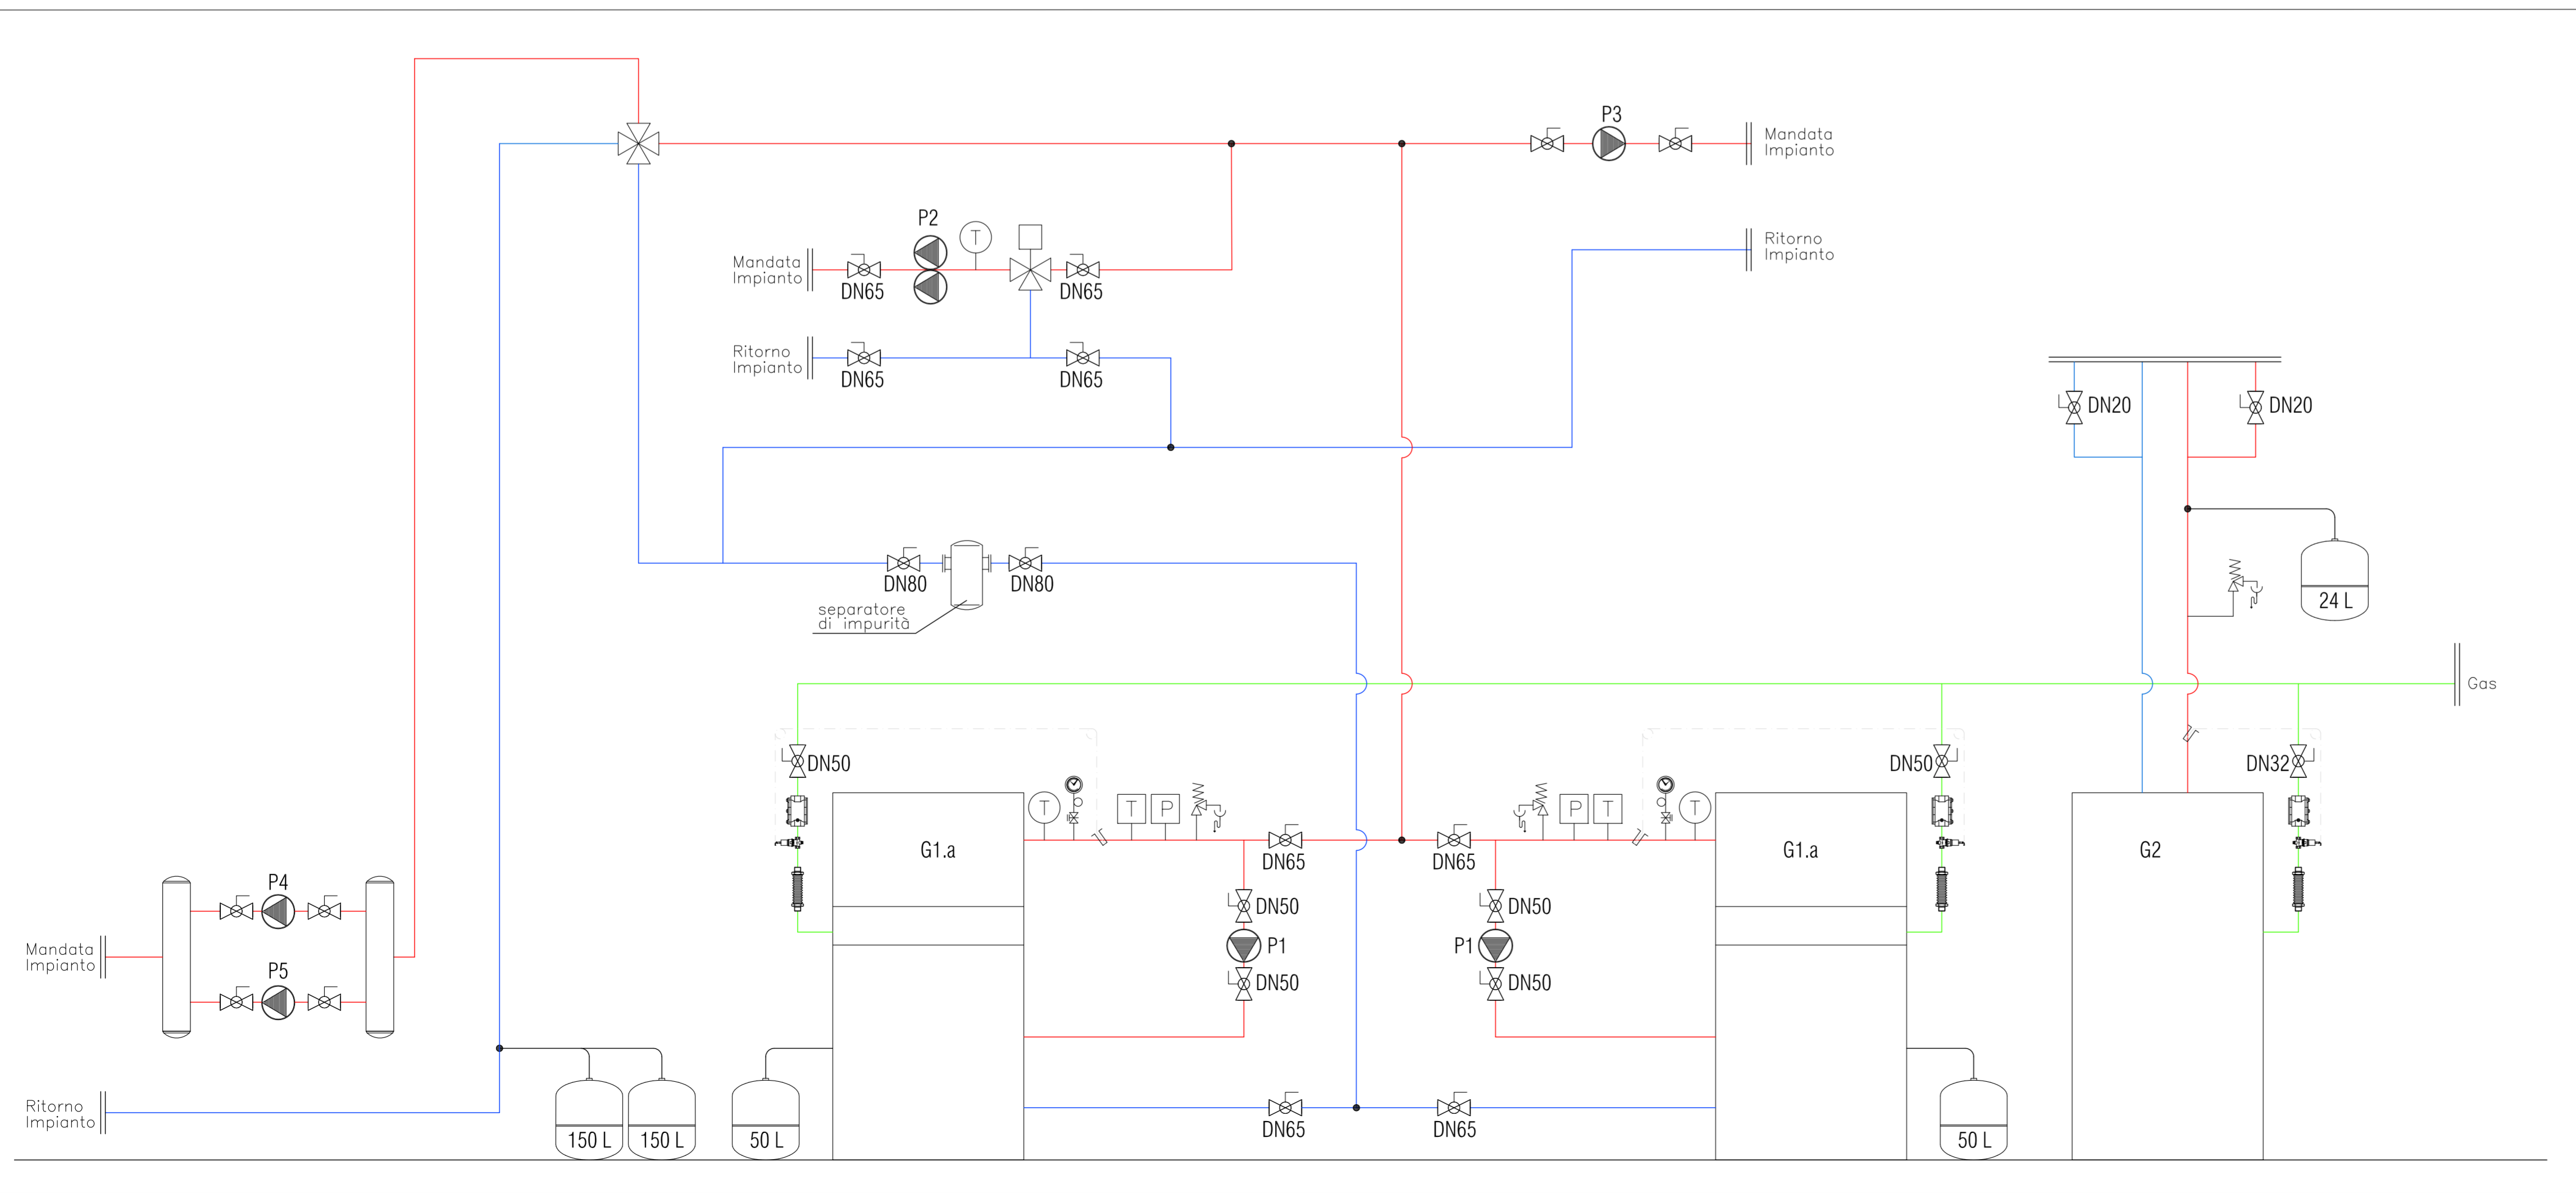 P3
Mandata
Impianto
P2
T
Mandata
Impianto
DN65
DN65
Ritorno
Impianto
Ritorno
Impianto
DN65
DN65
DN20
DN20
DN80
DN80
separatore
di impurità
24 L
Gas
DN50
DN50
DN32
T
T
P
P
T
T
G1.a
G1.a
G2
DN65
DN65
P4
DN50
DN50
Mandata
Impianto
P1
P1
P5
DN50
DN50
Ritorno
Impianto
150 L
150 L
50 L
DN65
DN65
50 L